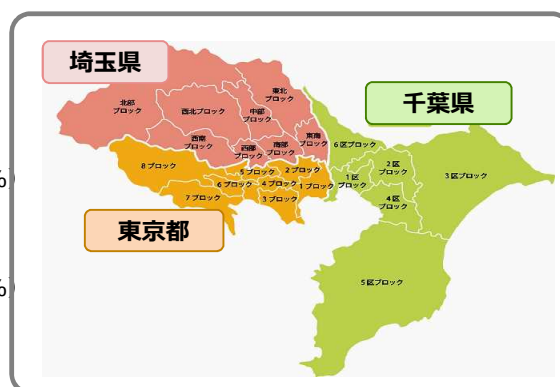 埼玉県
千葉県
東京都
北部
ブロック
西北ブロック
東北
ブロック
中部
ブロック
西南
ブロック
西部
ブロック
南部
ブロック
東南
ブロック
8ブロック
7ブロック
6ブロック
5ブロック
4ブロック
3ブロック
2ブロック
1ブロック
6区ブロック
1区
ブロック
2区
ブロック
3区ブロック
4区
ブロック
5区ブロック
%
%